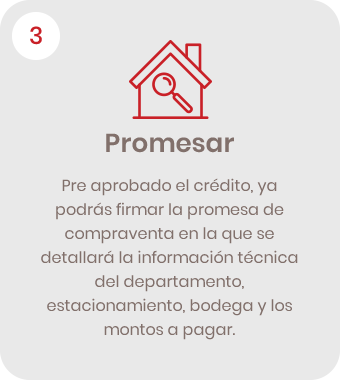 3
Promesar
Pre aprobado el crédito, ya
podrás firmar la promesa de
compraventa en la que se
detallará la información técnica
del departamento,
estacionamiento, bodega y los
montos a pagar.